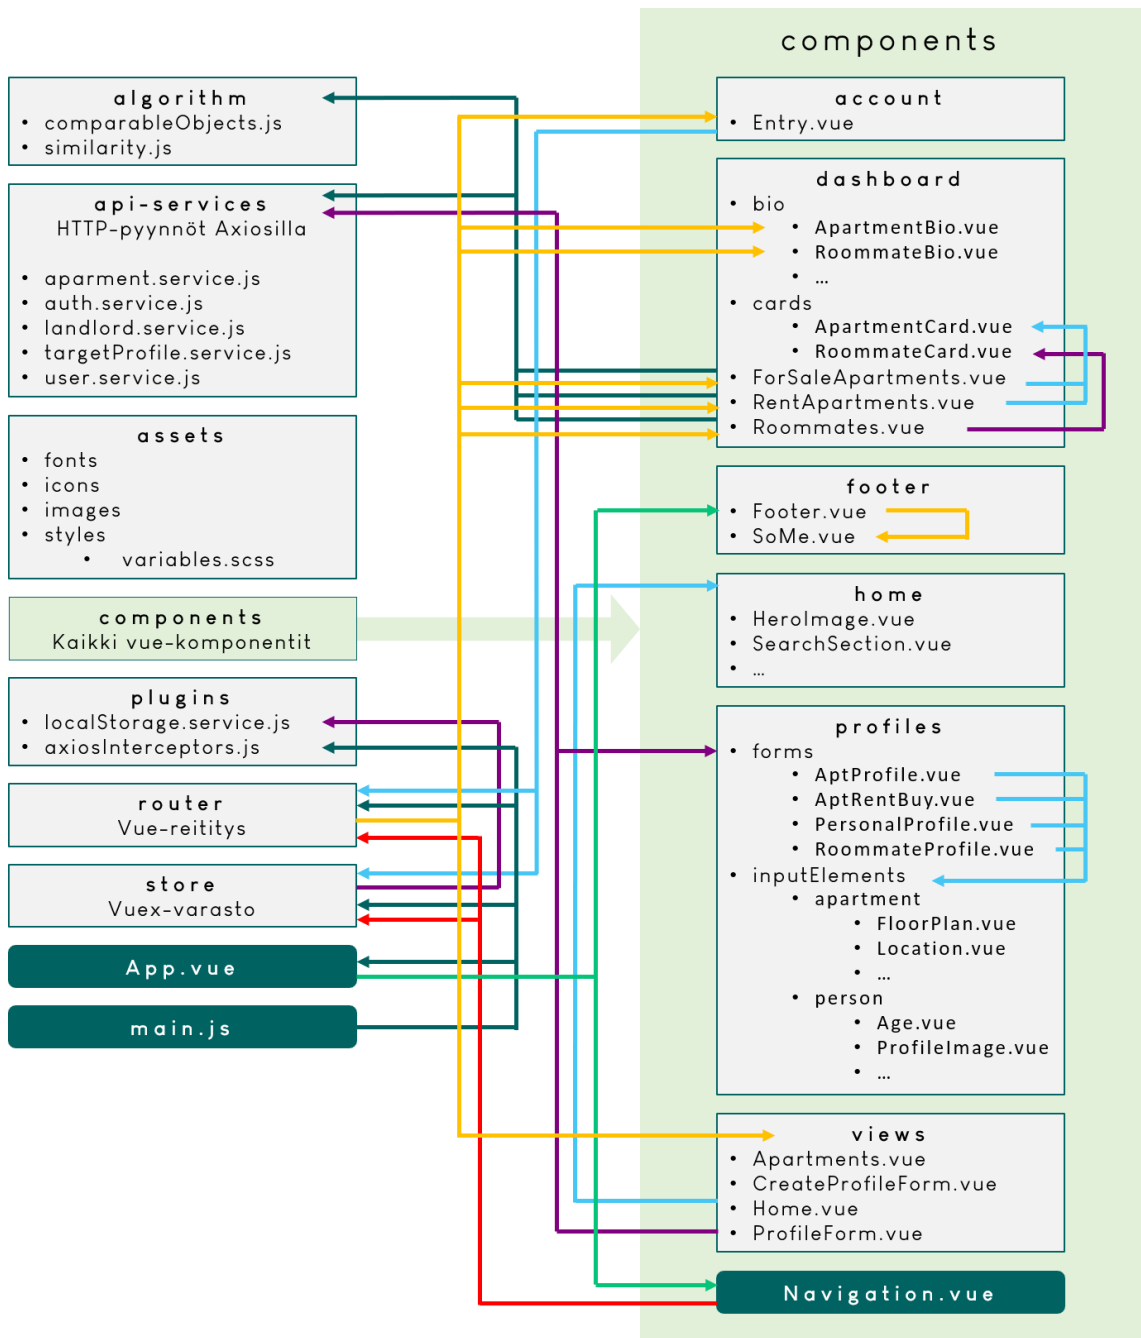 components
algorithm
• comparableObjects.js
• similarity.js
api-services
HTTP-pyynnöt Axiosilla
• aparment.service.js
• auth.service.js
• landlord.service.js
• targetProfile.service.js
• user.service.js
assets
• fonts
• icons
• images
• styles
• variables.scss
components
Kaikki vue-komponentit
plugins
• localStorage.service.js
• axiosInterceptors.js
router
Vue-reititys
store
Vuex-varasto
App.vue
main.js
account
• Entry.vue
dashboard
• bio
• ApartmentBio.vue
• RoommateBio.vue
• ...
• cards
• ApartmentCard.vue
• RoommateCard.vue
• ForSaleApartments.vue
• RentApartments.vue
• Roommates.vue
footer
• Footer.vue
• SoMe.vue
home
• HeroImage.vue
• SearchSection.vue
• ...
profiles
• forms
• AptProfile.vue
• AptRentBuy.vue
• PersonalProfile.vue
• RoommateProfile.vue
• inputElements
• apartment
• FloorPlan.vue
• Location.vue
• ...
• person
• Age.vue
• ProfileImage.vue
• ...
views
• Apartments.vue
• CreateProfileForm.vue
• Home.vue
• ProfileForm.vue
Navigation.vue